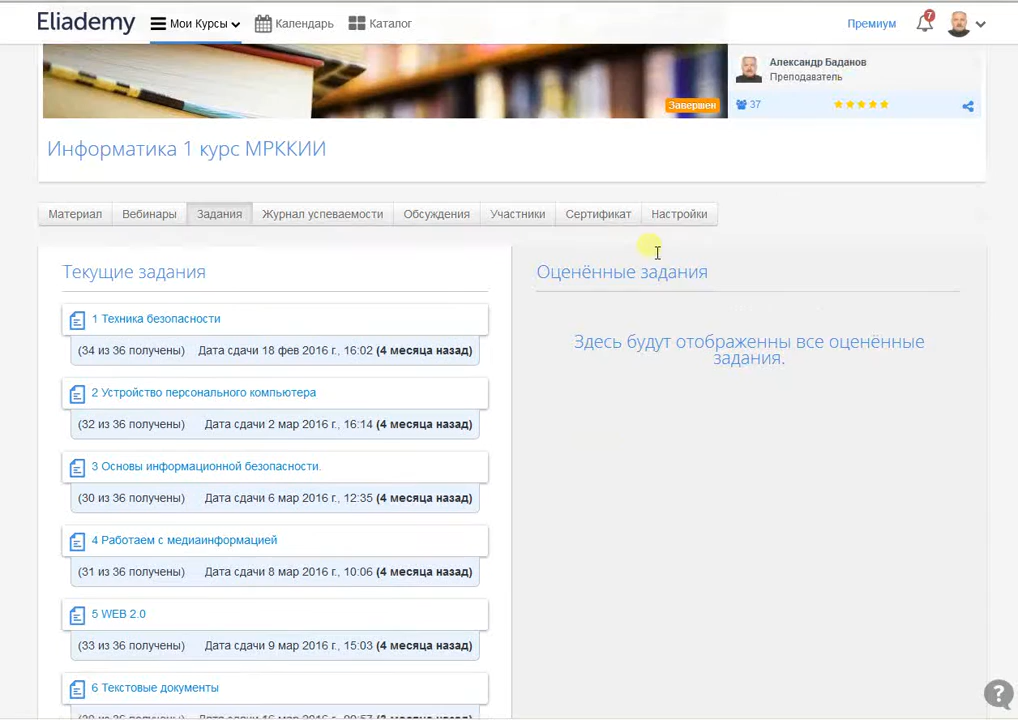 Eliademy
Мои Курсы
Календарь
Каталог
Премиум
7
Александр Баданов
Преподаватель
Завершен
37
Информатика 1 курс МРККИИ
Материал
Вебинары
Задания
Журнал успеваемости
Обсуждения
Участники
Сертификат
Настройки
Текущие задания
1 Техника безопасности
(34 из 36 получены) Дата сдачи 18 фев 2016 г., 16:02 (4 месяца назад)
2 Устройство персонального компьютера
(32 из 36 получены) Дата сдачи 2 мар 2016 г., 16:14 (4 месяца назад)
3 Основы информационной безопасности.
(30 из 36 получены) Дата сдачи 6 мар 2016 г., 12:35 (4 месяца назад)
4 Работаем с медиаинформацией
(31 из 36 получены) Дата сдачи 8 мар 2016 г., 10:06 (4 месяца назад)
5 WEB 2.0
(33 из 36 получены) Дата сдачи 9 мар 2016 г., 15:03 (4 месяца назад)
6 Текстовые документы
Оценённые задания
Здесь будут отображенны все оценённые
задания.
?